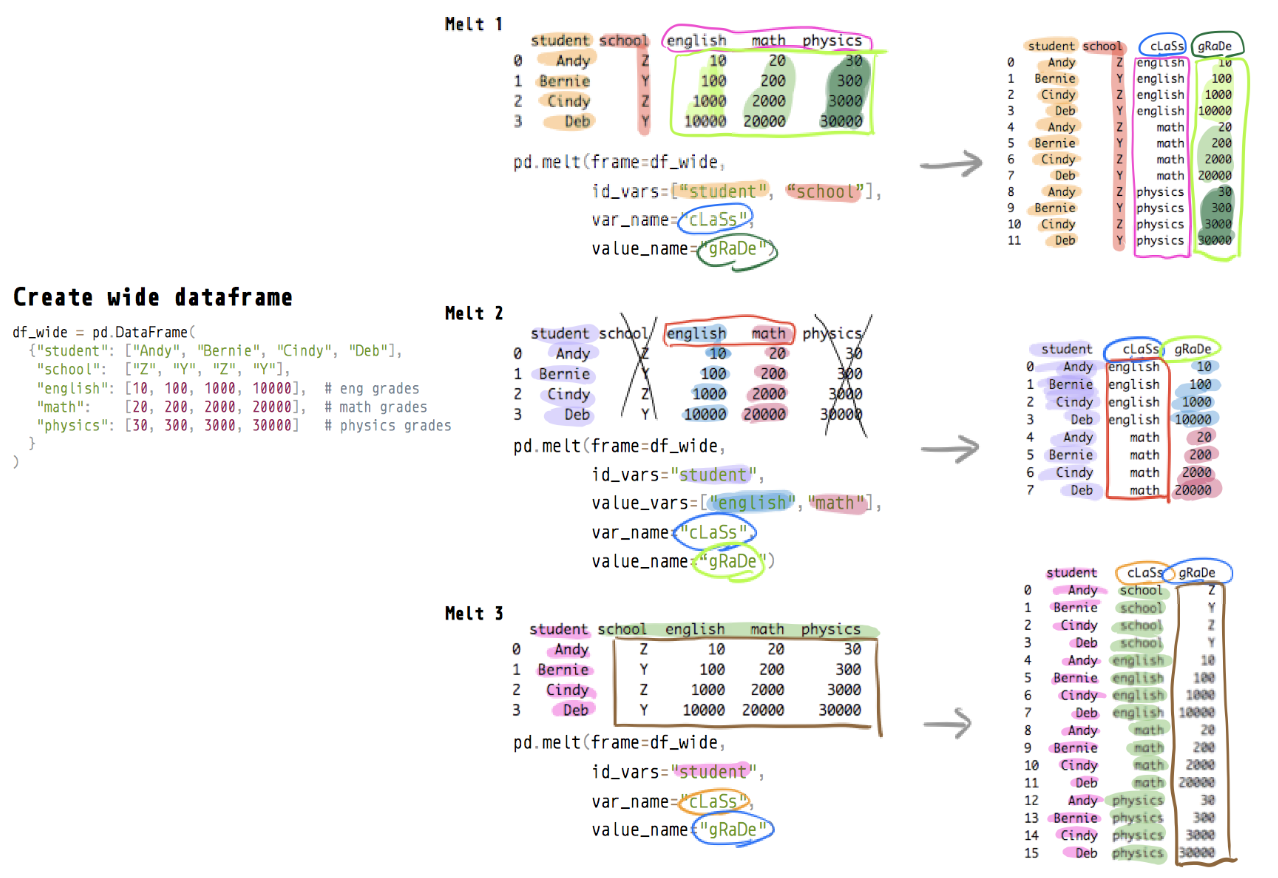 Create wide dataframe
df_wide = pd.DataFrame(
{"student": ["Andy", "Bernie", "Cindy", "Deb"],
"school": ["Z", "Y", "Z", "Y"],
"english": [10, 100, 1000, 10000], # eng grades
"math": [20, 200, 2000, 20000], # math grades
"physics": [30, 300, 3000, 30000] # physics grades
}
)
Melt 1
student school english math physics
0 Andy Z 10 20 30
1 Bernie Y 100 200 300
2 Cindy Z 1000 2000 3000
3 Deb Y 10000 20000 30000
pd.melt(frame=df_wide,
id_vars=["student", "school"],
var_name="cLaSs",
value_name="gRaDe")
student school cLaSs gRaDe
0 Andy Z english 10
1 Bernie Y english 100
2 Cindy Z english 1000
3 Deb Y english 10000
4 Andy Z math 20
5 Bernie Y math 200
6 Cindy Z math 2000
7 Deb Y math 20000
8 Andy Z physics 30
9 Bernie Y physics 300
10 Cindy Z physics 3000
11 Deb Y physics 30000
Melt 2
student school english math physics
0 Andy Z 10 20 30
1 Bernie Y 100 200 300
2 Cindy Z 1000 2000 3000
3 Deb Y 10000 20000 30000
pd.melt(frame=df_wide,
id_vars="student",
value_vars=["english", "math"],
var_name="cLaSs",
value_name="gRaDe")
student cLaSs gRaDe
0 Andy english 10
1 Bernie english 100
2 Cindy english 1000
3 Deb english 10000
4 Andy math 20
5 Bernie math 200
6 Cindy math 2000
7 Deb math 20000
Melt 3
student school english math physics
0 Andy Z 10 20 30
1 Bernie Y 100 200 300
2 Cindy Z 1000 2000 3000
3 Deb Y 10000 20000 30000
pd.melt(frame=df_wide,
id_vars="student",
var_name="cLaSs",
value_name="gRaDe"
student cLaSs gRaDe
0 Andy school Z
1 Bernie school Y
2 Cindy school Z
3 Deb school Y
4 Andy english 10
5 Bernie english 100
6 Cindy english 1000
7 Deb english 10000
8 Andy math 20
9 Bernie math 200
10 Cindy math 2000
11 Deb math 20000
12 Andy physics 30
13 Bernie physics 300
14 Cindy physics 3000
15 Deb physics 30000